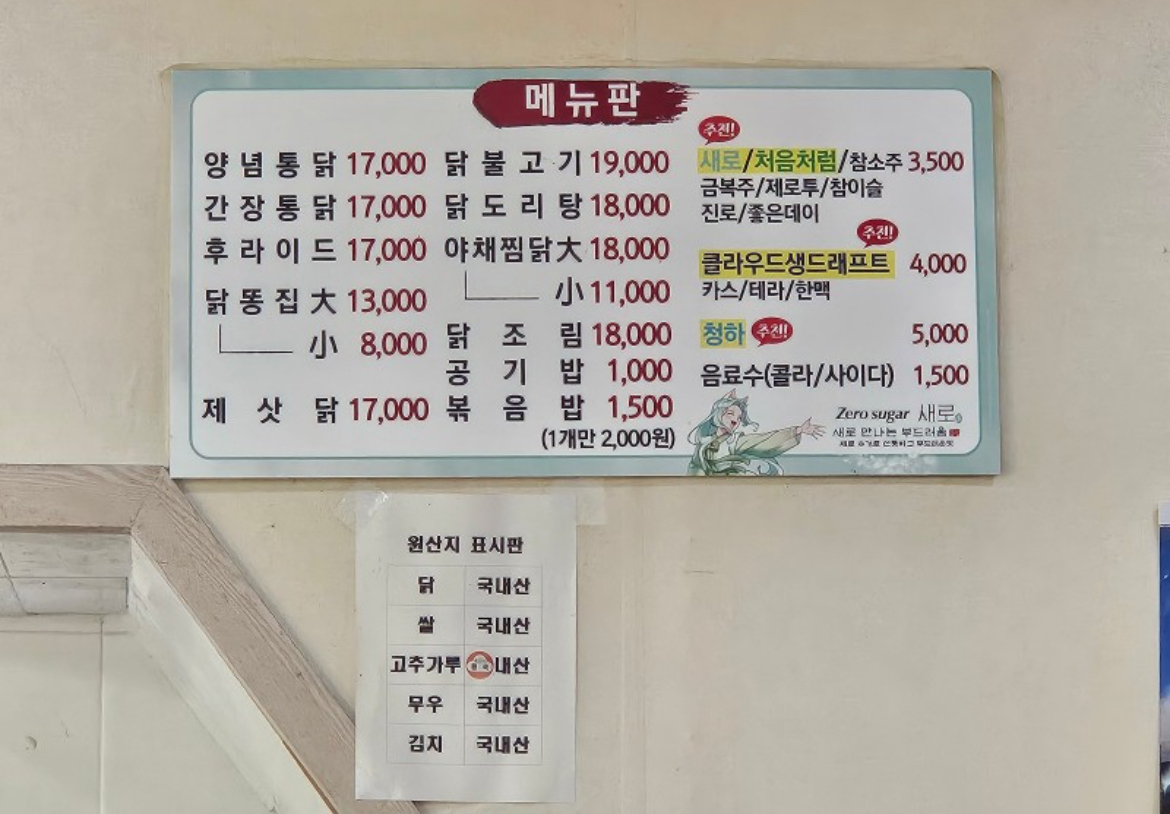 메뉴판
양념통닭 17,000
간장통닭 17,000
후라이드 17,000
닭똥집 大 13,000
小 8,000
제삿닭 17,000
닭불고기 19,000
닭도리탕 18,000
야채찜닭 大 18,000
小 11,000
닭조림 18,000
공기밥 1,000
볶음밥 1,500
(1개만 2,000원)
추천!
새로/처음처럼/참소주 3,500
금복주/제로투/참이슬
진로/좋은데이
추천!
클라우드생드래프트 4,000
카스/테라/한맥
청하 추천! 5,000
음료수(콜라/사이다) 1,500
Zero sugar 새로
새로 만나는 부드러움
원산지 표시판
닭 국내산
쌀 국내산
고추가루 내산
무우 국내산
김치 국내산